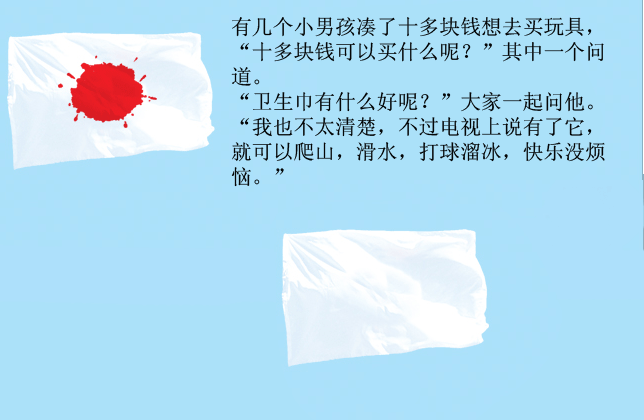 有几个小男孩凑了十多块钱想去买玩具，
“十多块钱可以买什么呢？”其中一个问
道。
“卫生巾有什么好呢？”大家一起问他。
“我也不太清楚，不过电视上说有了它，
就可以爬山，滑水，打球溜冰，快乐没烦
恼。”